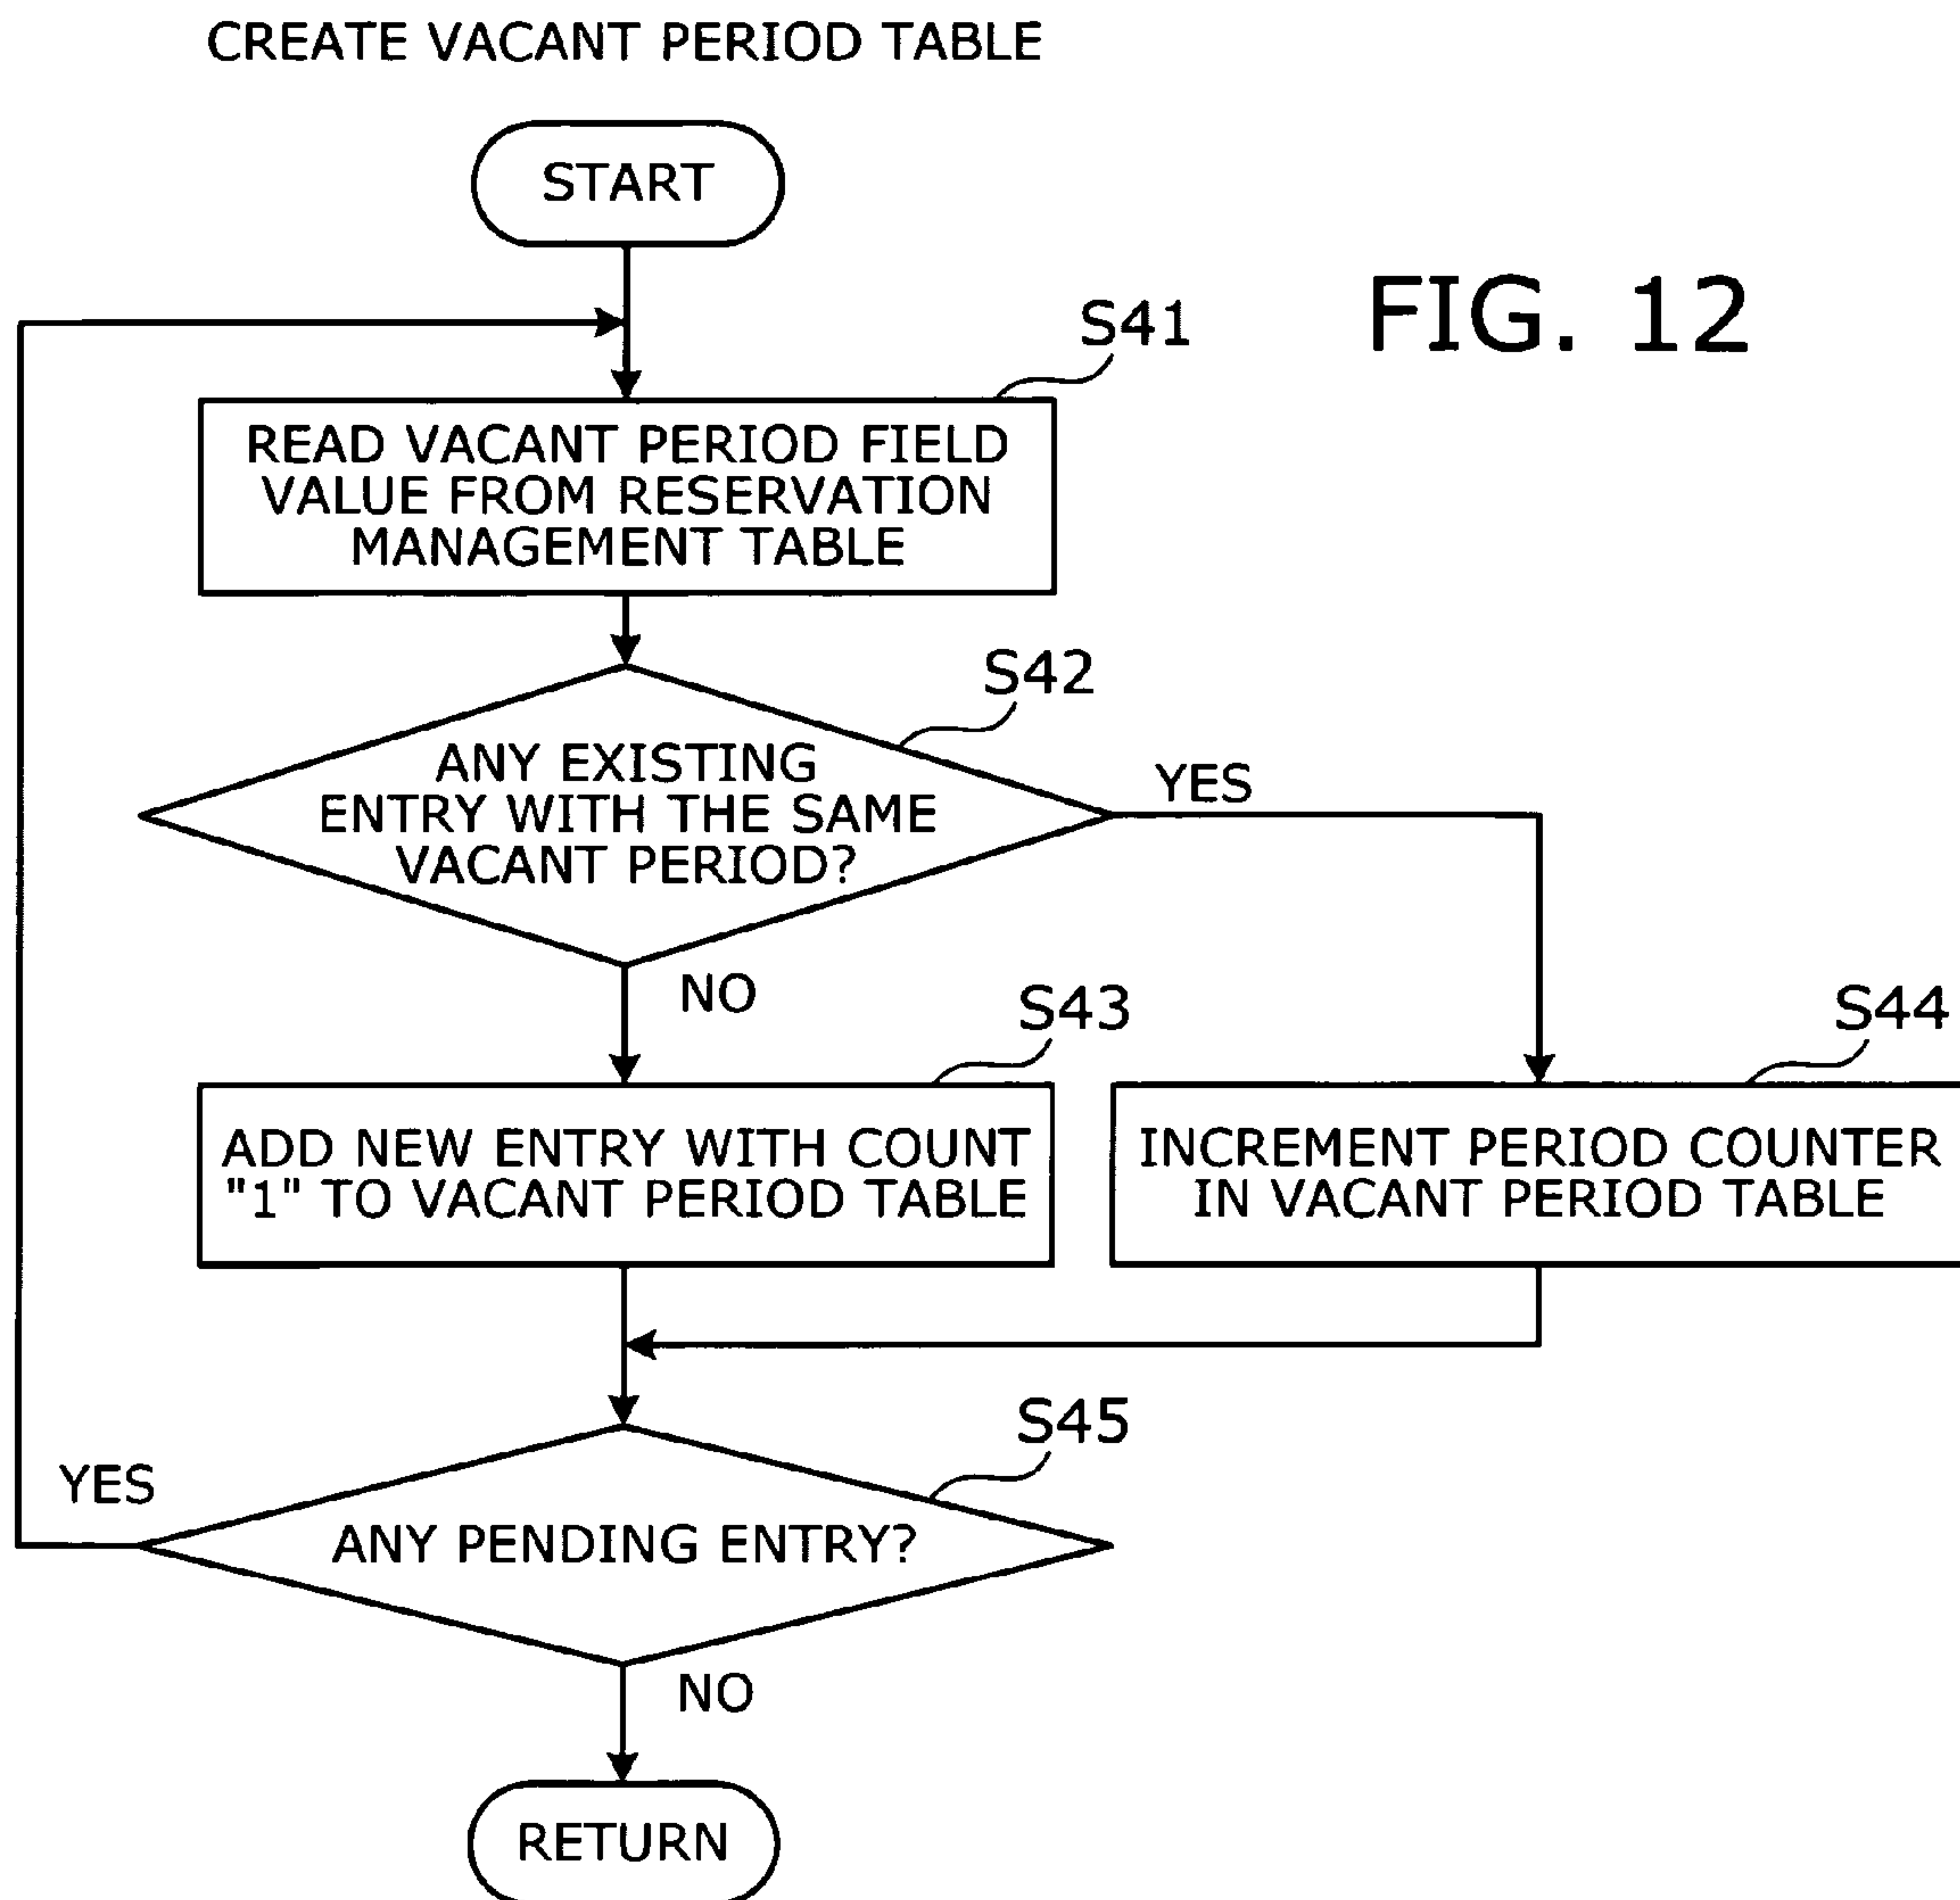 CREATE VACANT PERIOD TABLE
START
FIG. 12
S41
READ VACANT PERIOD FIELD
VALUE FROM RESERVATION
MANAGEMENT TABLE
S42
ANY EXISTING
ENTRY WITH THE SAME
VACANT PERIOD?
YES
NO
S43
ADD NEW ENTRY WITH COUNT
"1" TO VACANT PERIOD TABLE
S44
INCREMENT PERIOD COUNTER
IN VACANT PERIOD TABLE
S45
YES
ANY PENDING ENTRY?
NO
RETURN